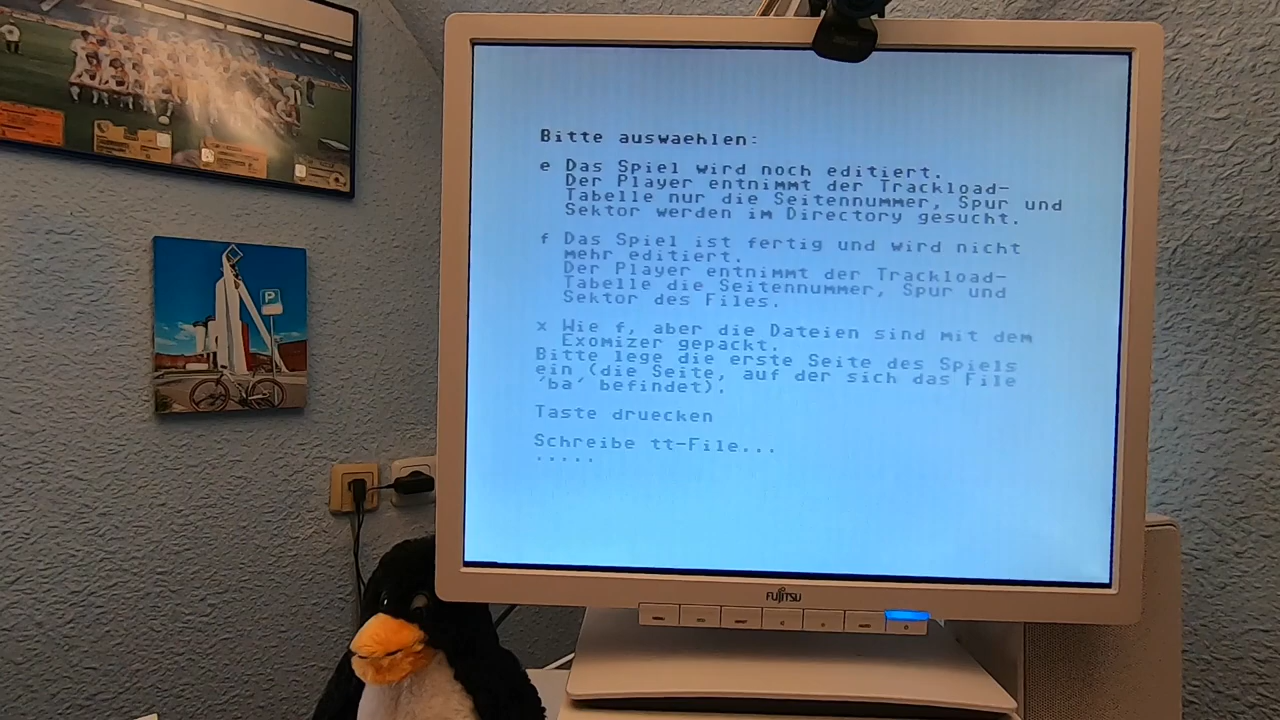 P
Bitte auswaehlen:
e Das Spiel wird noch editiert.
Der Player entnimmt der Trackload-
Tabelle nur die Seitennummer, Spur und
Sektor werden im Directory gesucht.
f Das Spiel ist fertig und wird nicht
mehr editiert.
Der Player entnimmt der Trackload-
Tabelle die Seitennummer, Spur und
Sektor des Files.
x Wie f, aber die Dateien sind mit dem
Exomizer gepackt.
Bitte lege die erste Seite des Spiels
ein (die Seite, auf der sich das File
'ba' befindet).
Taste druecken
Schreibe tt-File...
.....
FUJITSU
MENU
AUTO